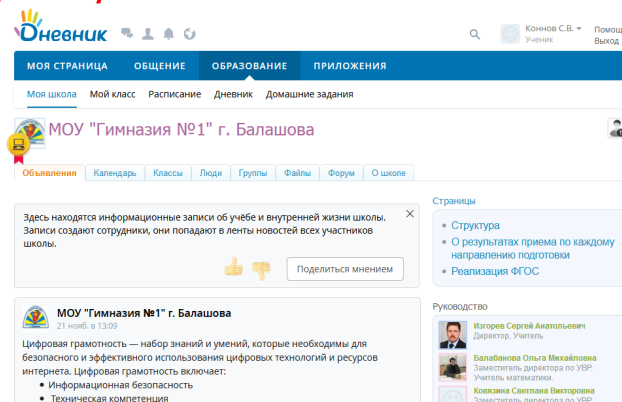 Дневник
Коннов С.В.
Ученик
Помощ
Выход
МОЯ СТРАНИЦА ОБЩЕНИЕ ОБРАЗОВАНИЕ ПРИЛОЖЕНИЯ
Моя школа Мой класс Расписание Дневник Домашние задания
МОУ "Гимназия №1" г. Балашова
Объявления Календарь Классы Люди Группы Файлы Форум О школе
Здесь находятся информационные записи об учёбе и внутренней жизни школы.
Записи создают сотрудники, они попадают в ленты новостей всех участников
школы.
Поделиться мнением
МОУ "Гимназия №1" г. Балашова
21 нояб. в 13:09
Цифровая грамотность — набор знаний и умений, которые необходимы для
безопасного и эффективного использования цифровых технологий и ресурсов
интернета. Цифровая грамотность включает:
• Информационная безопасность
• Техническая компетенция
Страницы
• Структура
• О результатах приема по каждому
направлению подготовки
• Реализация ФГОС
Руководство
Изгорев Сергей Анатольевич
Директор, Учитель
Балабанова Ольга Михайловна
Заместитель директора по УВР
Учитель математики.
Ковязина Светлана Викторовна
Заместитель директора по УВР